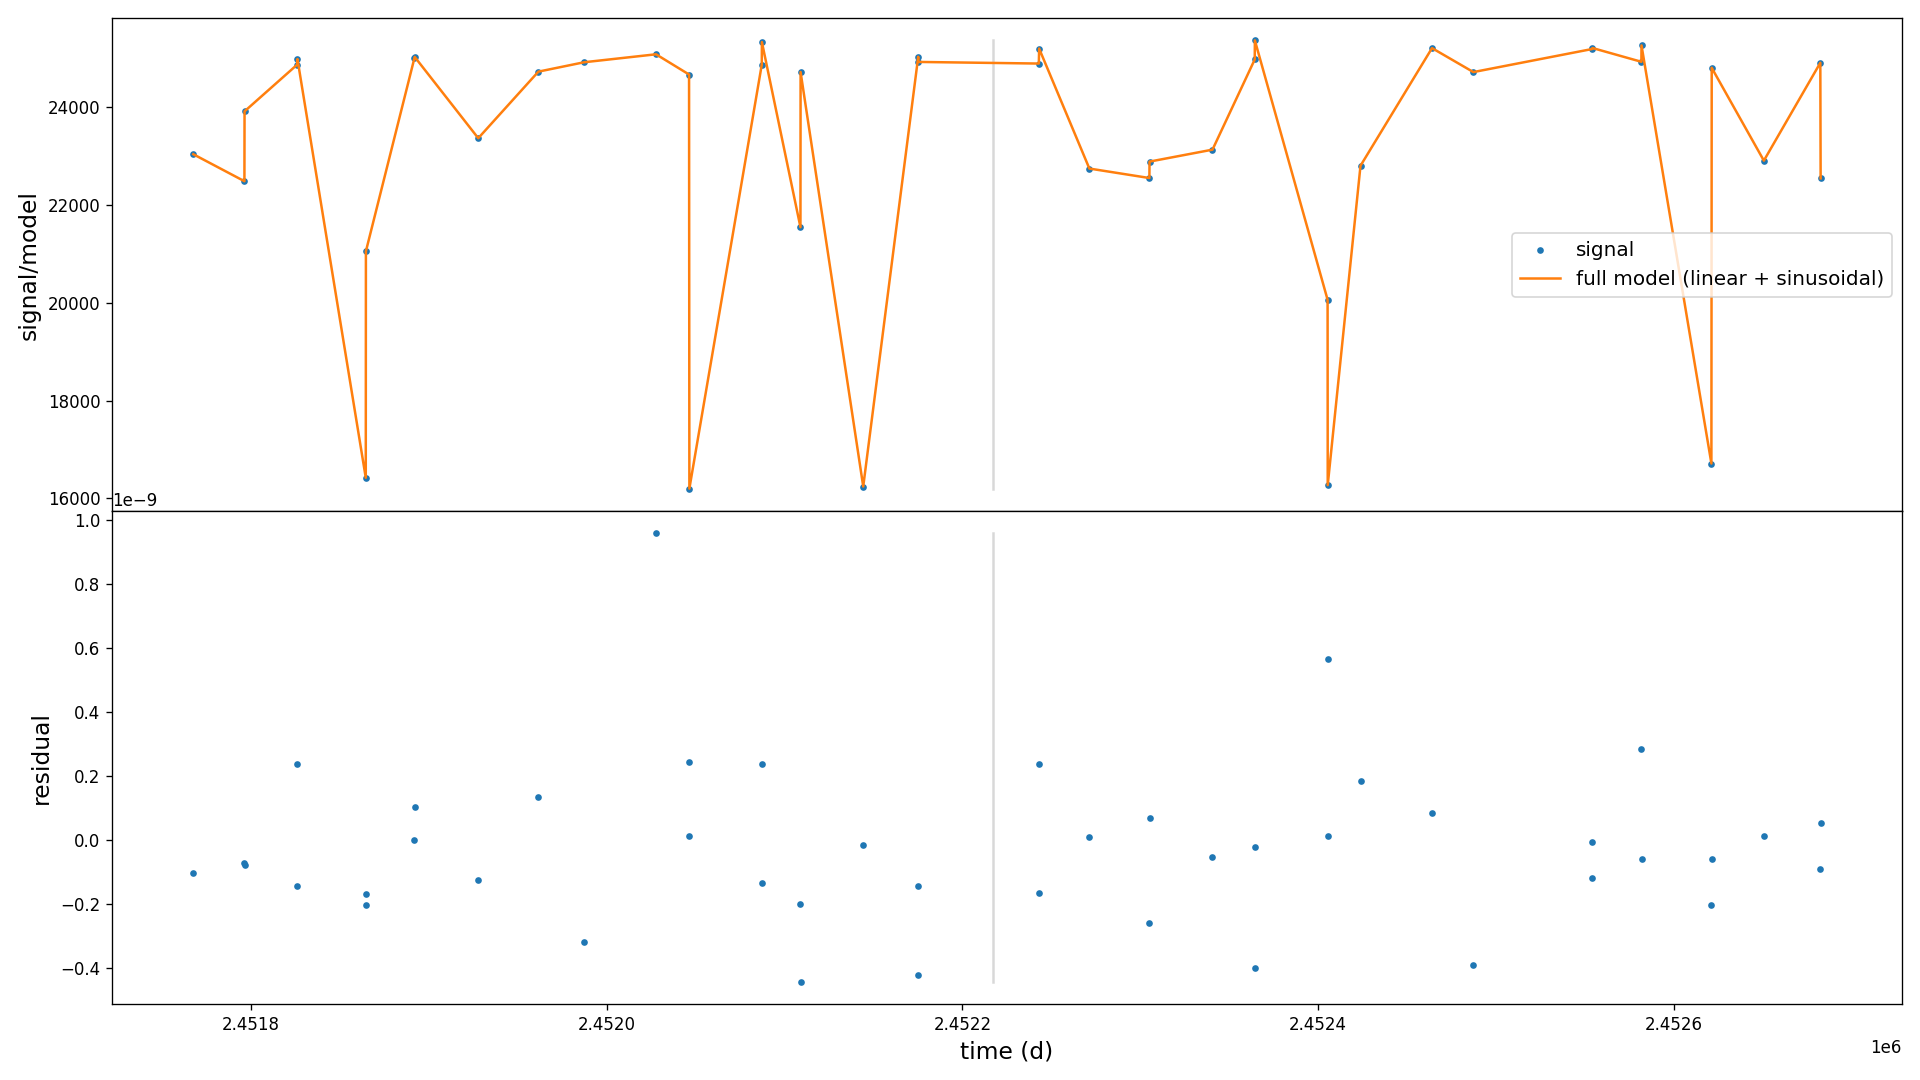 signal/model
24000
22000
20000
18000
16000
signal
full model (linear + sinusoidal)
1e−9
residual
1.0
0.8
0.6
0.4
0.2
0.0
−0.2
−0.4
2.4518 2.4520 2.4522 2.4524 2.4526
time (d)
1e6